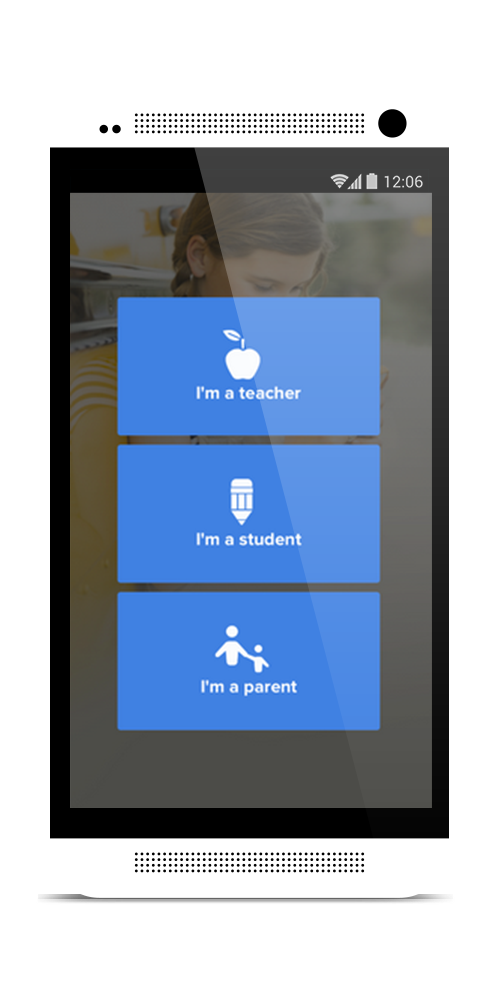 12:06
I'm a teacher
I'm a student
I'm a parent